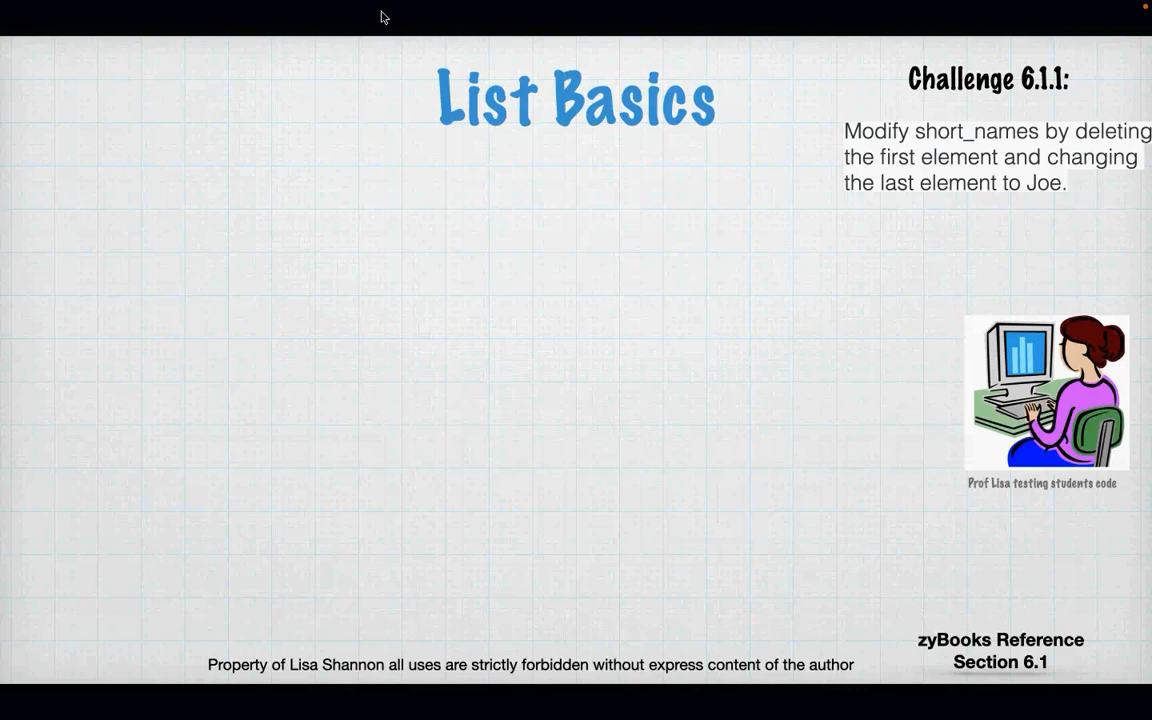 List Basics
Challenge 6.1.1:
Modify short_names by deleting
the first element and changing
the last element to Joe.
Prof Lisa testing students code
zyBooks Reference
Section 6.1
Property of Lisa Shannon all uses are strictly forbidden without express content of the author